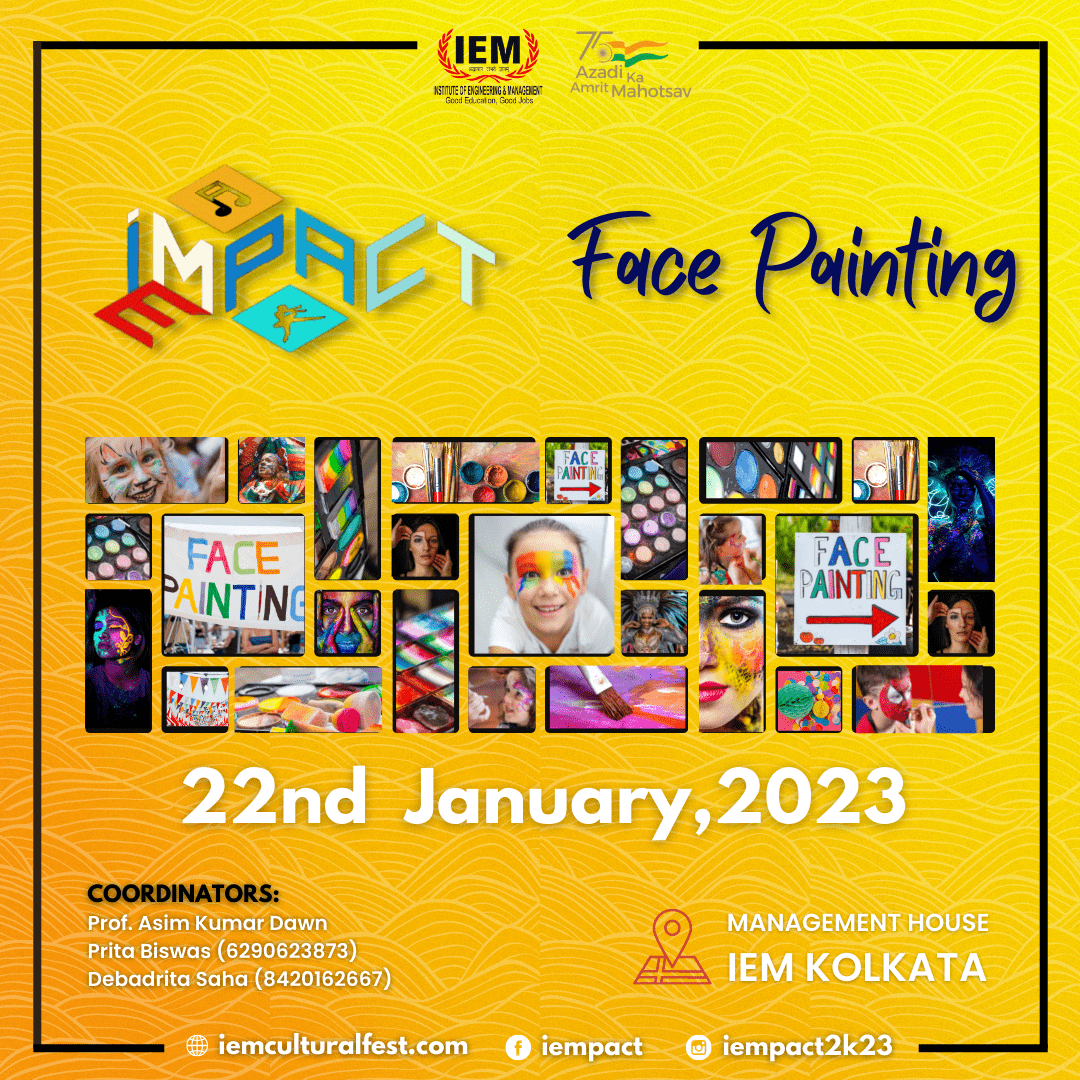 IEM
INSTITUTE OF ENGINEERING & MANAGEMENT
Good Education, Good Jobs
75
Azadi Ka
Amrit Mahotsav
iEMPACT
Face Painting
FACE
PAINTING
FACE
PAINTING
FACE
PAINTING
22nd January,2023
COORDINATORS:
Prof. Asim Kumar Dawn
Prita Biswas (6290623873)
Debadrita Saha (8420162667)
MANAGEMENT HOUSE
IEM KOLKATA
iemculturalfest.com
iempact
iempact2k23